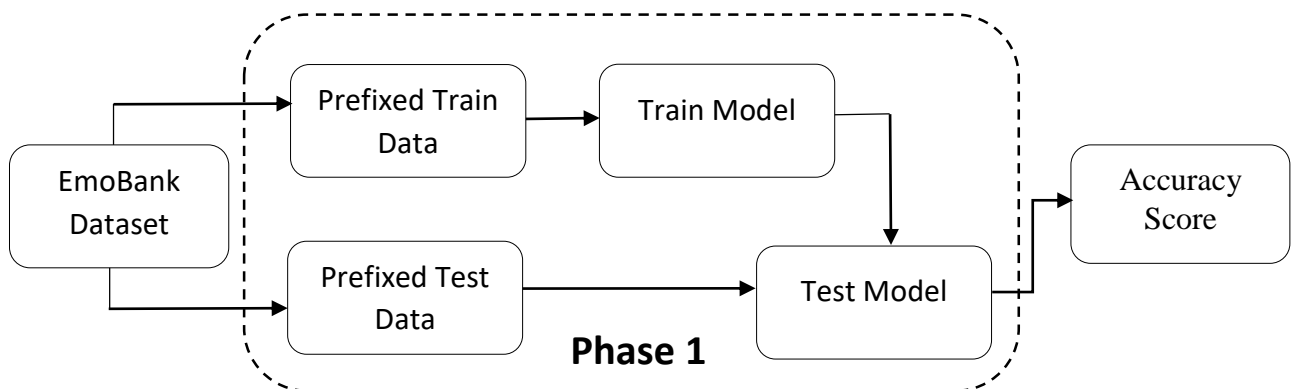 EmoBank
Dataset
Prefixed Train
Data
Train Model
Prefixed Test
Data
Test Model
Accuracy
Score
Phase 1